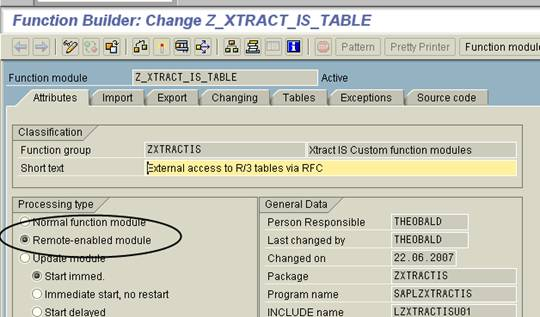 Function Builder: Change Z_XTRACT_IS_TABLE
Pattern Pretty Printer Function modul
Function module Z_XTRACT_IS_TABLE Active
Attributes Import Export Changing Tables Exceptions Source code
Classification
Function group ZXTRACTIS Xtract IS Custom function modules
Short text External access to R/3 tables via RFC
Processing type
Normal function module
Remote-enabled module
Update module
Start immed.
Immediate start, no restart
Start delayed
General Data
Person Responsible THEOBALD
Last changed by THEOBALD
Changed on 22.06.2007
Package ZXTRACTIS
Program name SAPLZXTRACTIS
INCLUDE name LZXTRACTISU01